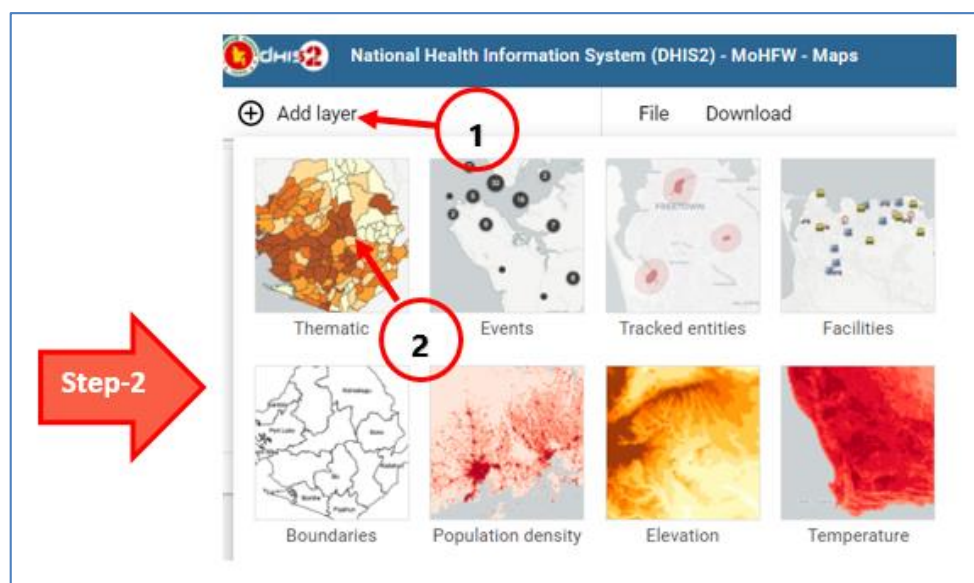 DHIS2 National Health Information System (DHIS2) - MoHFW - Maps
Add layer
File Download
1
FREETOWN
Thematic Events Tracked entities Facilities
2
Step-2
Boundaries Population density Elevation Temperature